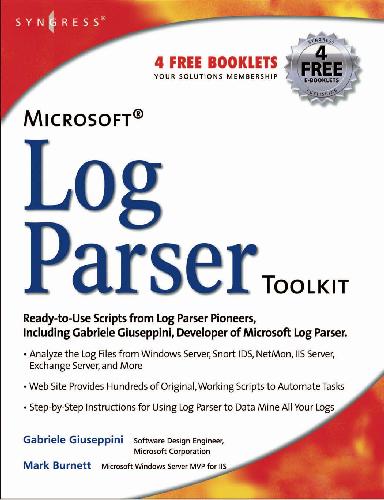 SYNGRESS®
4 FREE BOOKLETS
YOUR SOLUTIONS MEMBERSHIP
SYNGRESS
4
FREE
E-BOOKLETS
MICROSOFT®
Log
Parser TOOLKIT
Ready-to-Use Scripts from Log Parser Pioneers,
Including Gabriele Giuseppini, Developer of Microsoft Log Parser.
• Analyze the Log Files from Windows Server, Snort IDS, NetMon, IIS Server,
Exchange Server, and More
• Web Site Provides Hundreds of Original, Working Scripts to Automate Tasks
• Step-by-Step Instructions for Using Log Parser to Data Mine All Your Logs
Gabriele Giuseppini Software Design Engineer,
Microsoft Corporation
Mark Burnett Microsoft Windows Server MVP for IIS